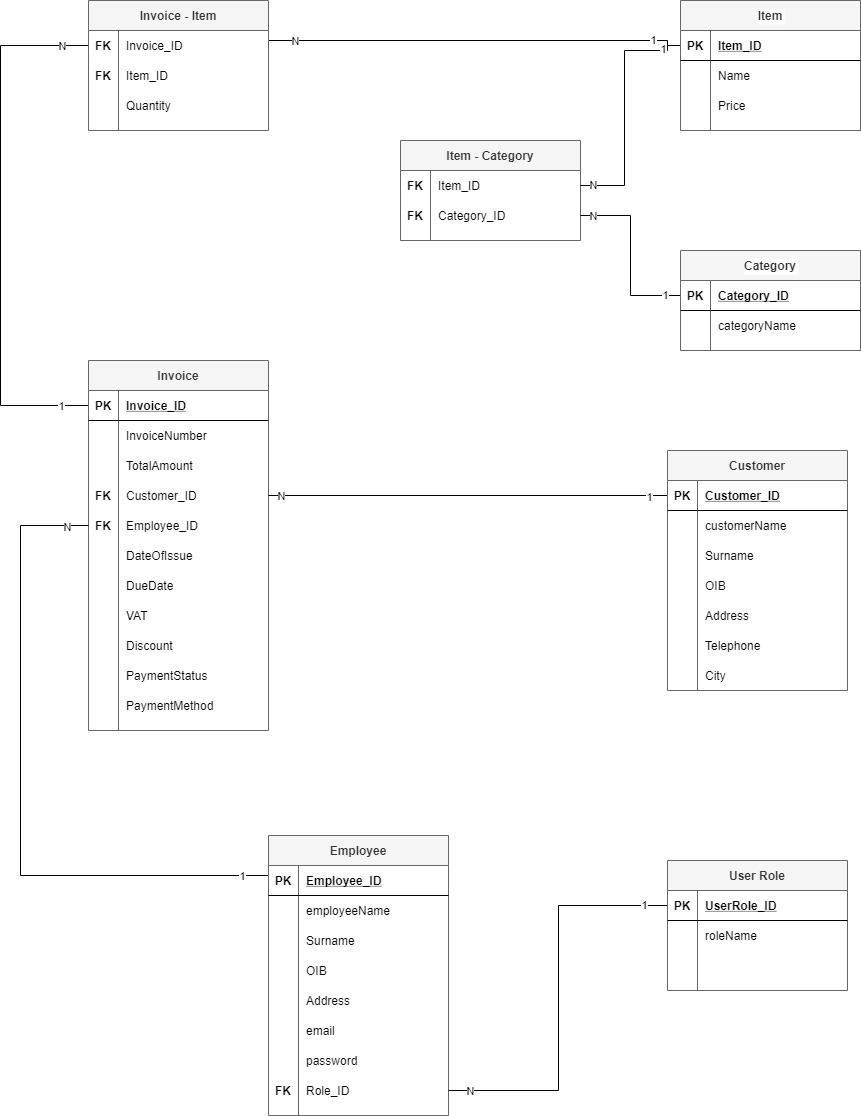 Invoice - Item
FK Invoice_ID
FK Item_ID
Quantity
N
N
1
1
Item
PK Item_ID
Name
Price
Item - Category
FK Item_ID
FK Category_ID
N
N
1
Category
PK Category_ID
categoryName
Invoice
1
PK Invoice_ID
InvoiceNumber
TotalAmount
FK Customer_ID
N
FK Employee_ID
N
DateOfIssue
DueDate
VAT
Discount
PaymentStatus
PaymentMethod
Customer
1
PK Customer_ID
customerName
Surname
OIB
Address
Telephone
City
Employee
1
PK Employee_ID
employeeName
Surname
OIB
Address
email
password
FK Role_ID
N
User Role
1
PK UserRole_ID
roleName